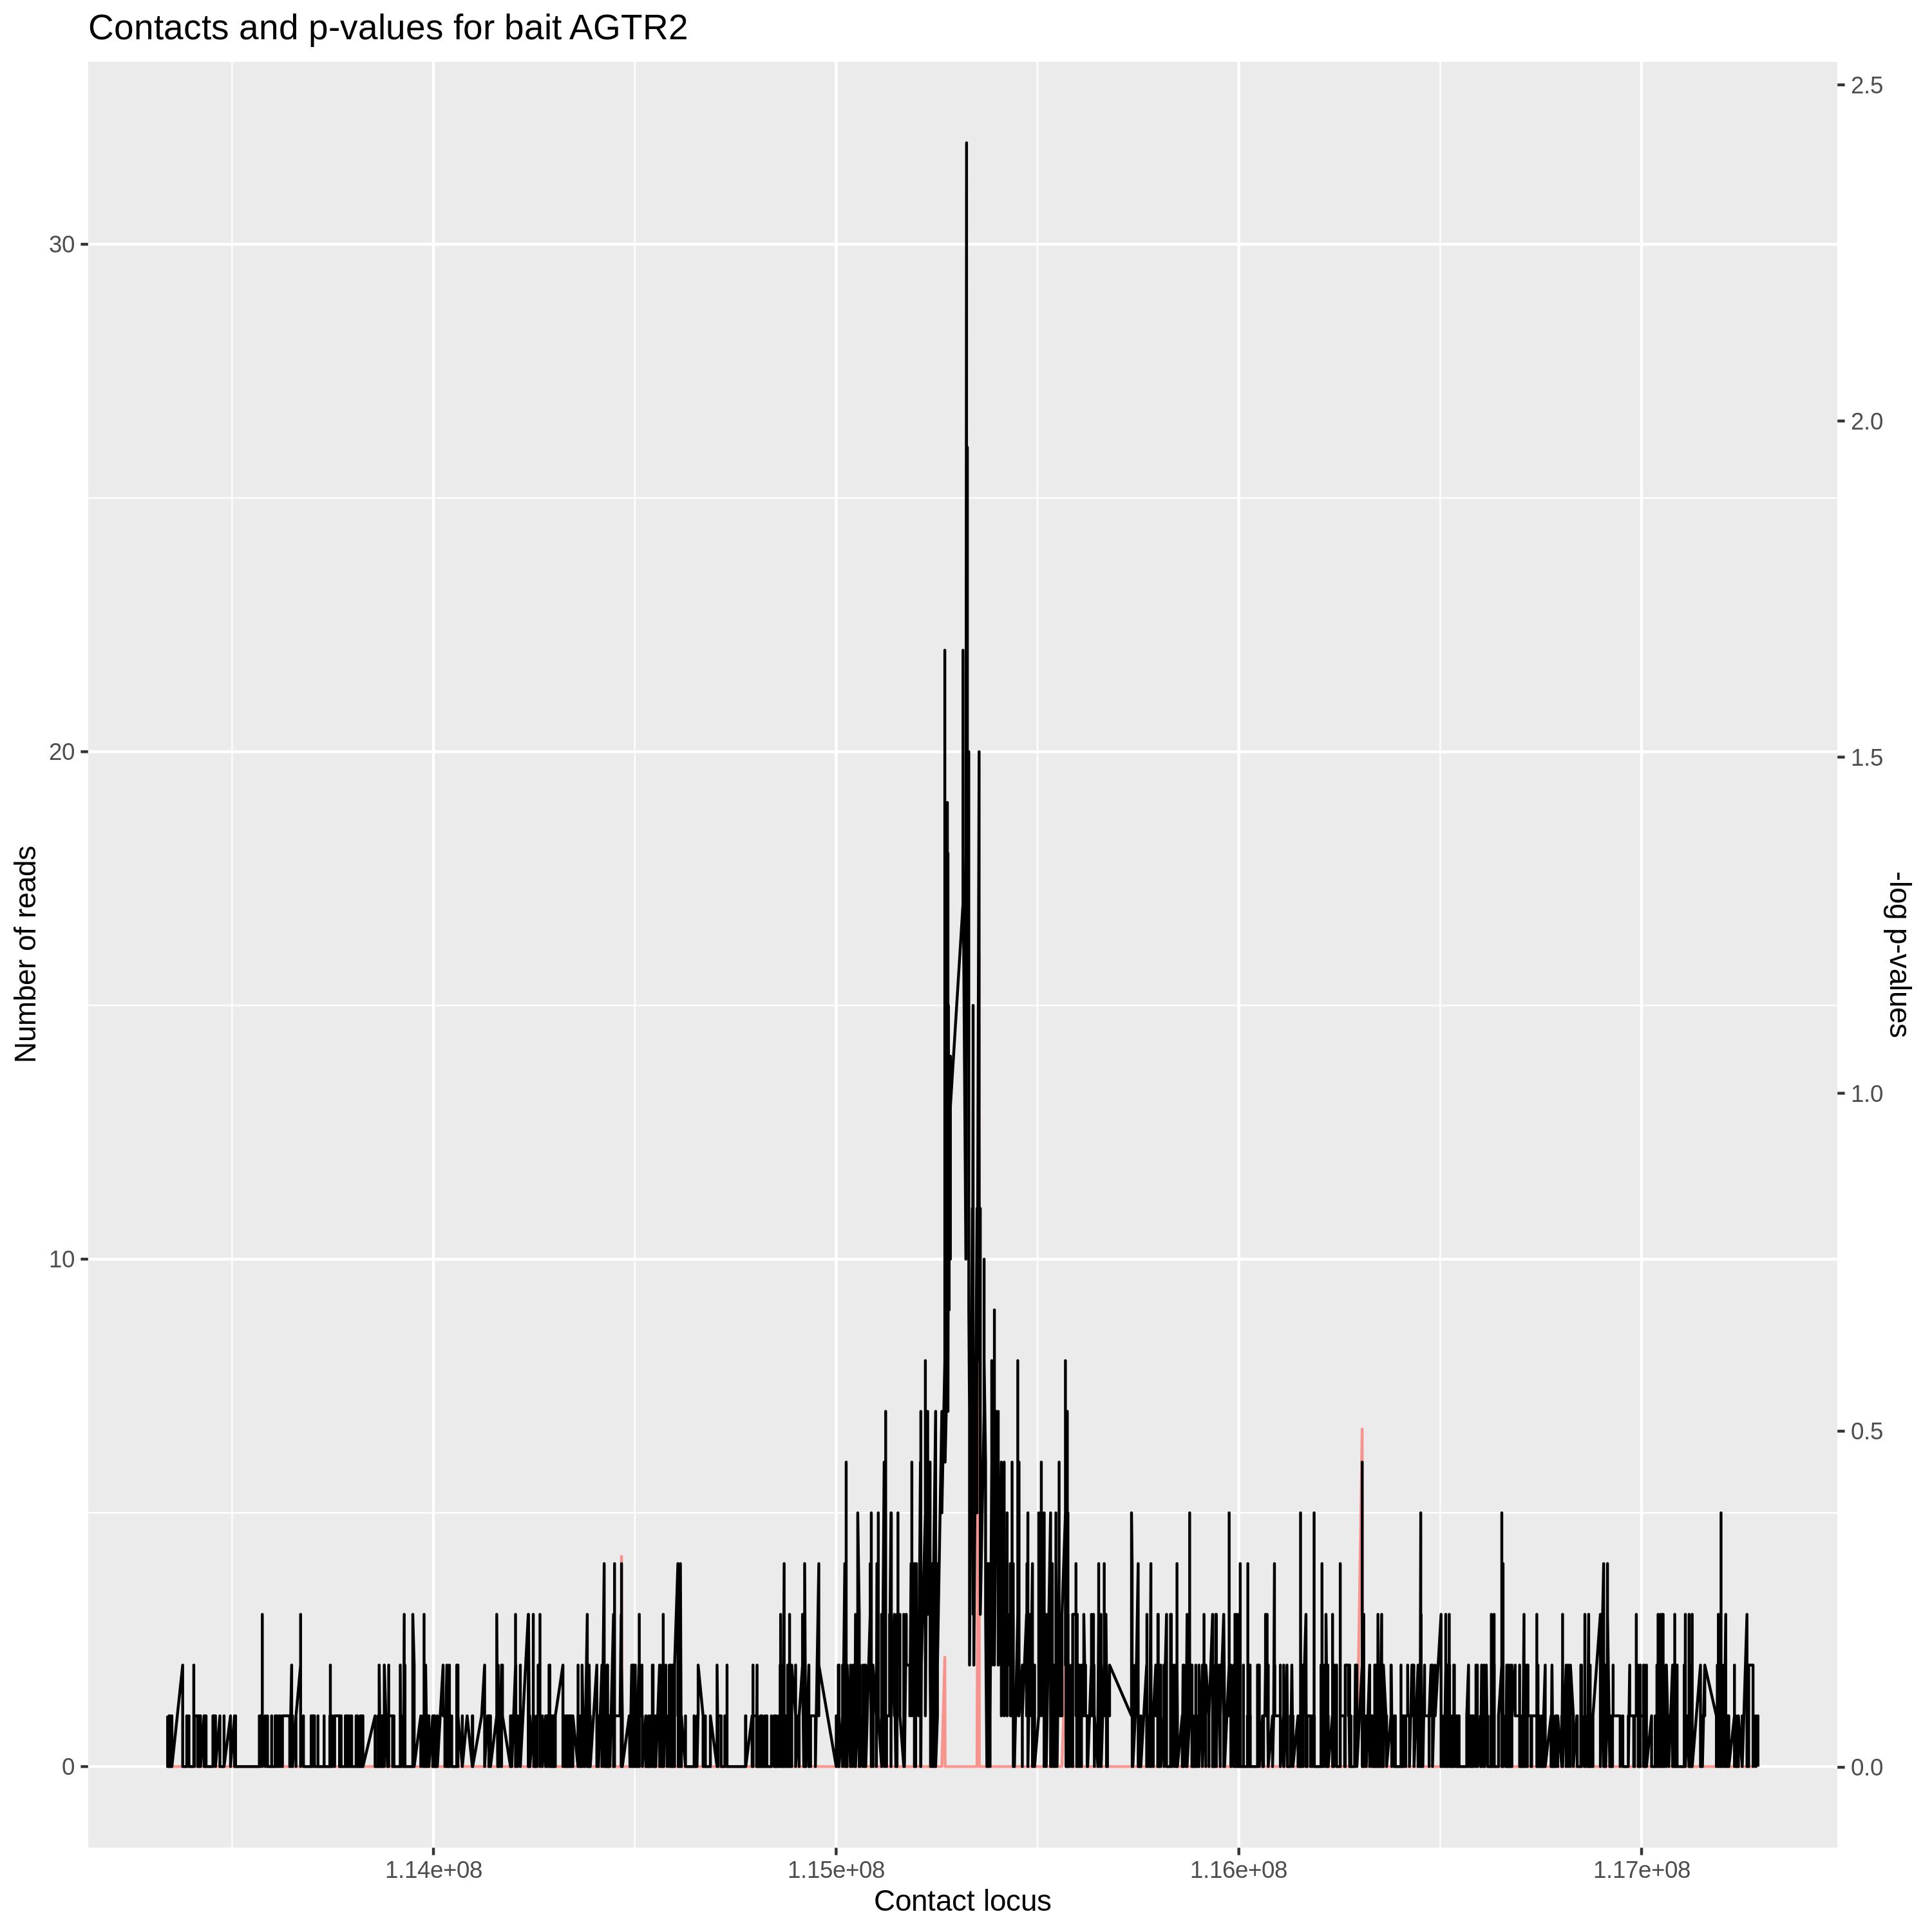 Contacts and p-values for bait AGTR2
Number of reads
30
20
10
0
2.5
2.0
1.5
1.0
0.5
0.0
-log p-values
1.14e+08
1.15e+08
1.16e+08
1.17e+08
Contact locus